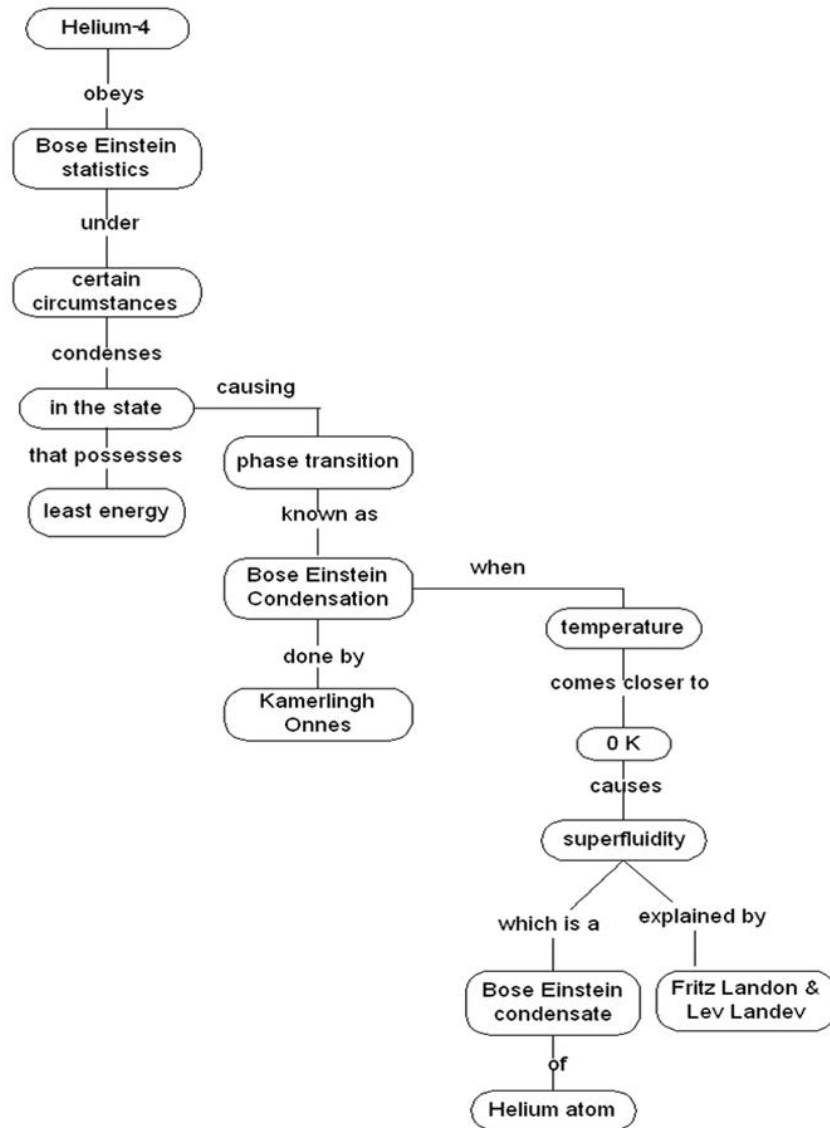 Helium-4
obeys
Bose Einstein
statistics
under
certain
circumstances
condenses
in the state
causing
that possesses
least energy
phase transition
known as
Bose Einstein
Condensation
when
done by
Kamerlingh
Onnes
temperature
comes closer to
0 K
causes
superfluidity
which is a
explained by
Bose Einstein
condensate
Fritz Landon &
Lev Landev
of
Helium atom